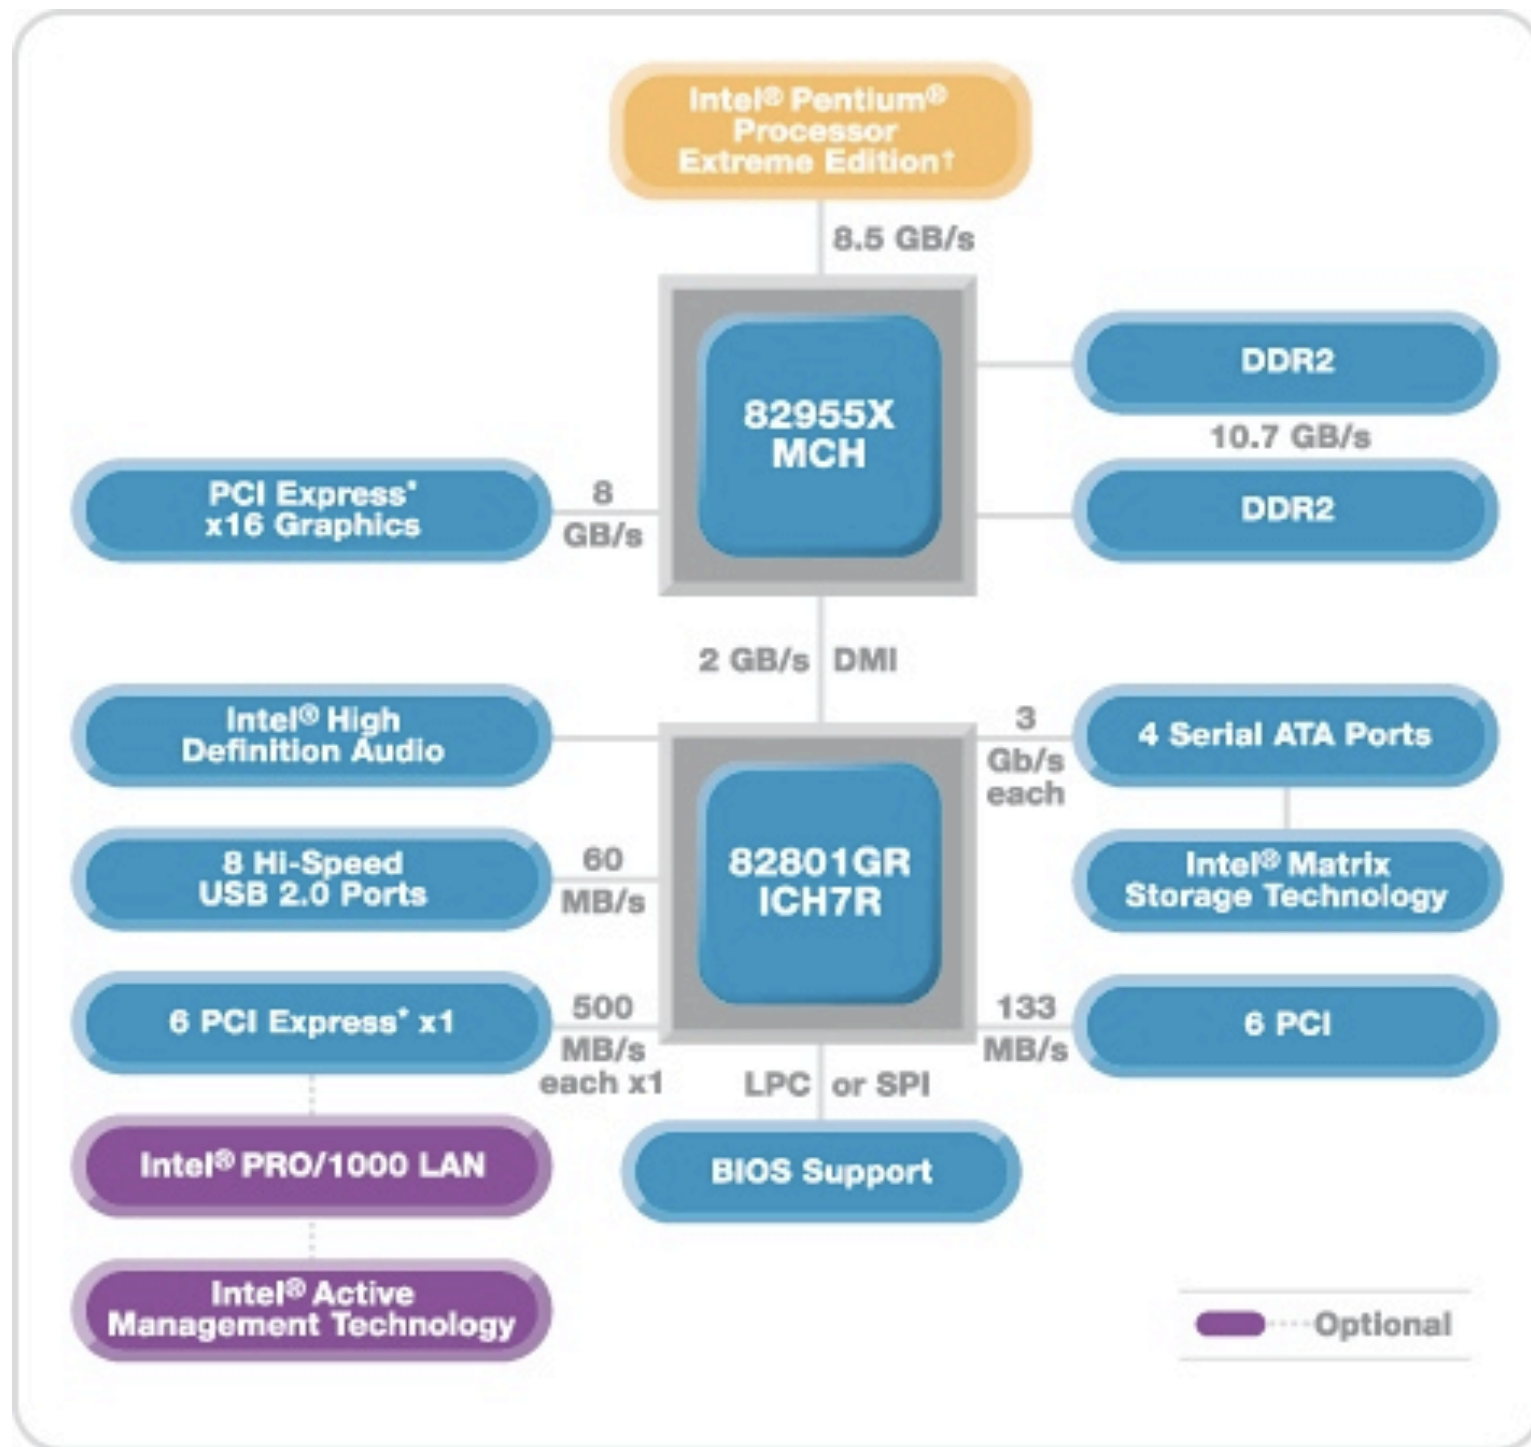 Intel® Pentium®
Processor
Extreme Edition†
8.5 GB/s
82955X
MCH
DDR2
10.7 GB/s
DDR2
PCI Express*
x16 Graphics
8
GB/s
2 GB/s DMI
Intel® High
Definition Audio
3
Gb/s
each
4 Serial ATA Ports
8 Hi-Speed
USB 2.0 Ports
60
MB/s
82801GR
ICH7R
Intel® Matrix
Storage Technology
6 PCI Express* x1
500
MB/s
each x1
133
MB/s
6 PCI
LPC or SPI
BIOS Support
Intel® PRO/1000 LAN
Intel® Active
Management Technology
Optional